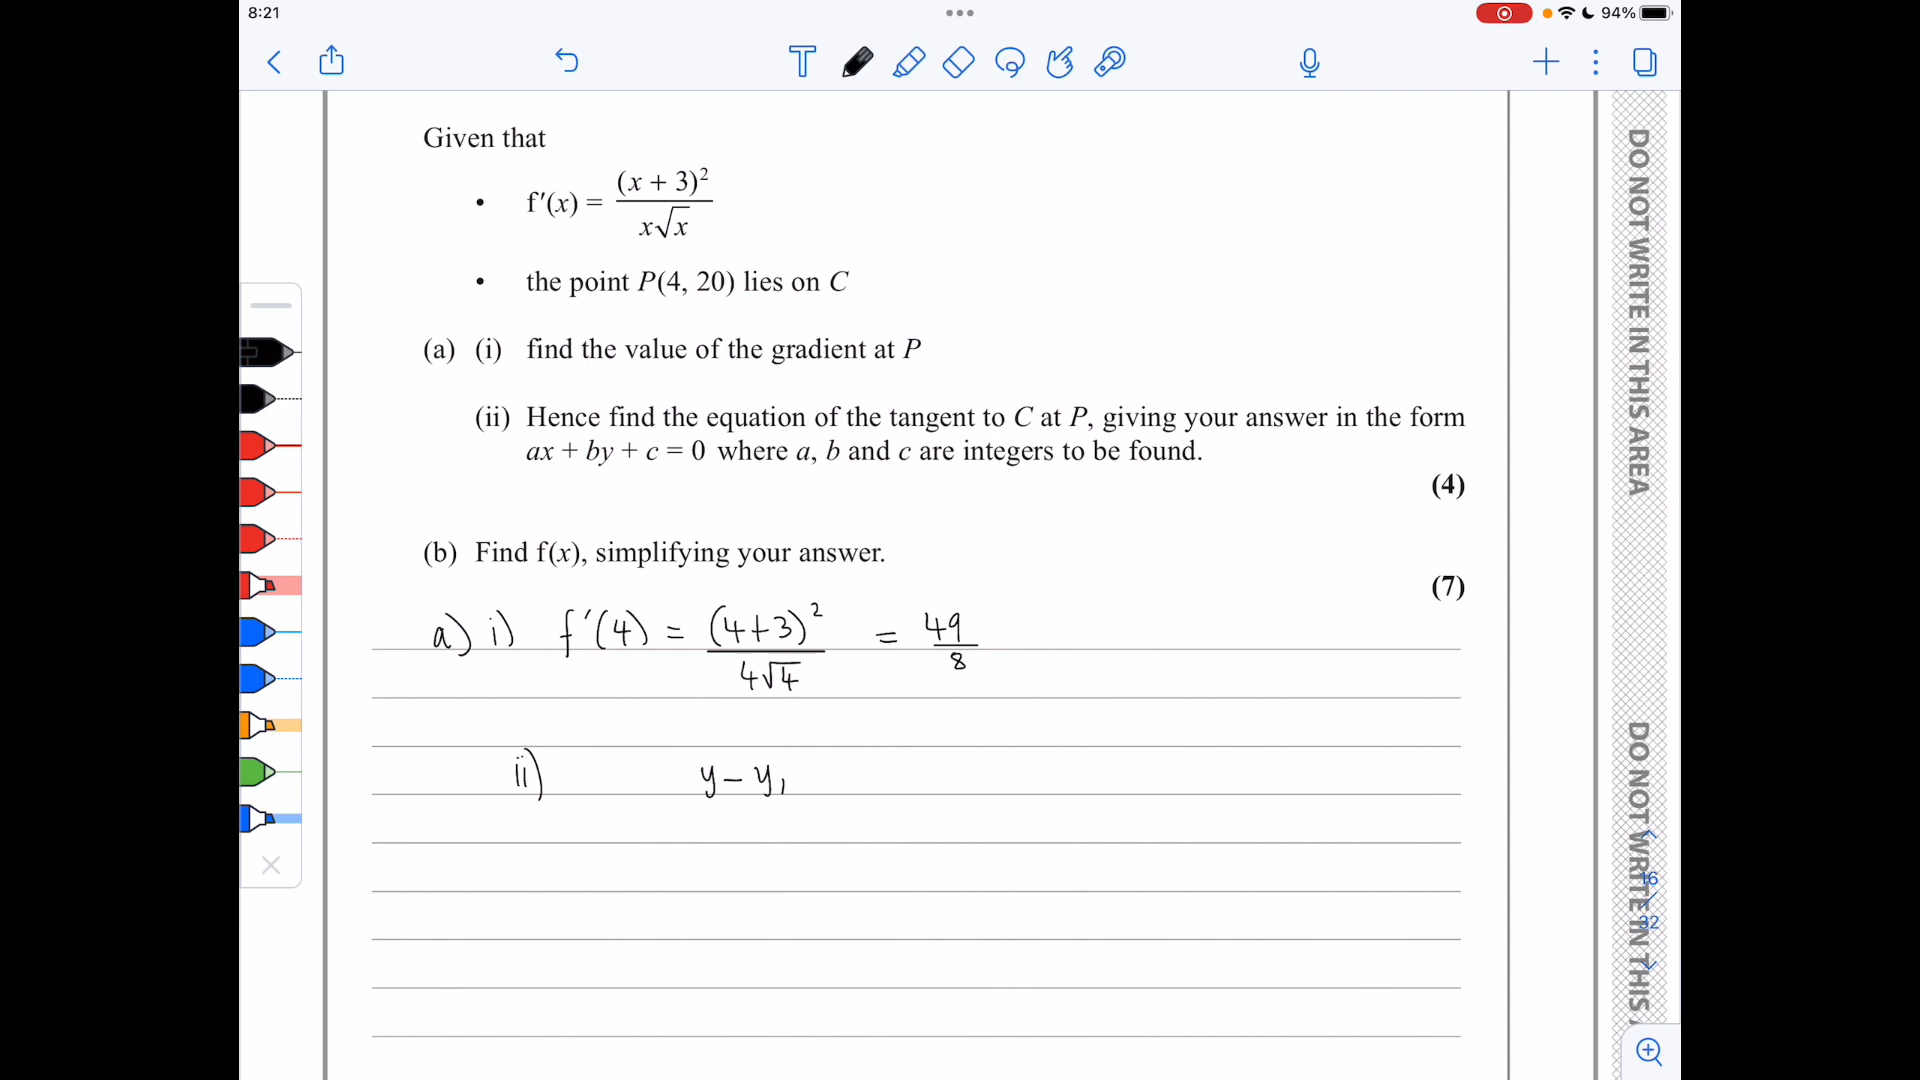 8:21
94%
Given that
• f′(x) = (x + 3)² / x√x
• the point P(4, 20) lies on C
(a) (i) find the value of the gradient at P
(ii) Hence find the equation of the tangent to C at P, giving your answer in the form
ax + by + c = 0 where a, b and c are integers to be found.
(4)
(b) Find f(x), simplifying your answer.
(7)
a) i) f′(4) = (4+3)² / 4√4 = 49/8
ii) y – y₁
DO NOT WRITE IN THIS AREA
DO NOT WRITE IN THIS
16
32